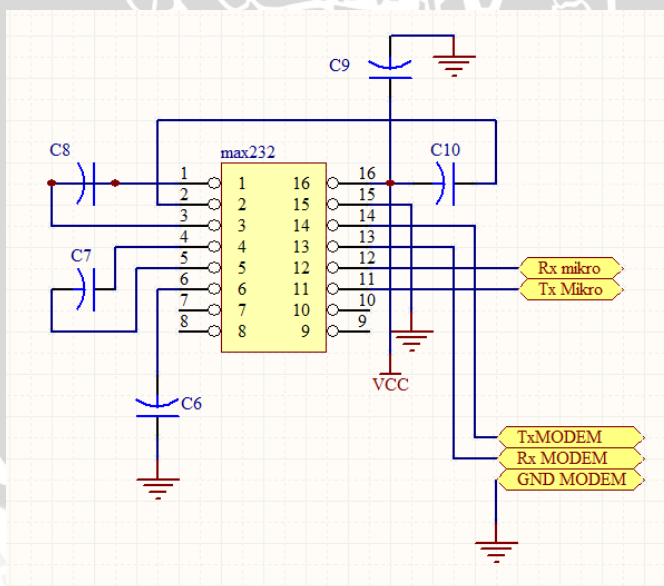 C9
C8
max232
C10
1
2
3
4
5
6
7
8
1 16
2 15
3 14
4 13
5 12
6 11
7 10
8 9
16
15
14
13
12
11
10
9
C7
Rx mikro
Tx Mikro
VCC
C6
TxMODEM
Rx MODEM
GND MODEM